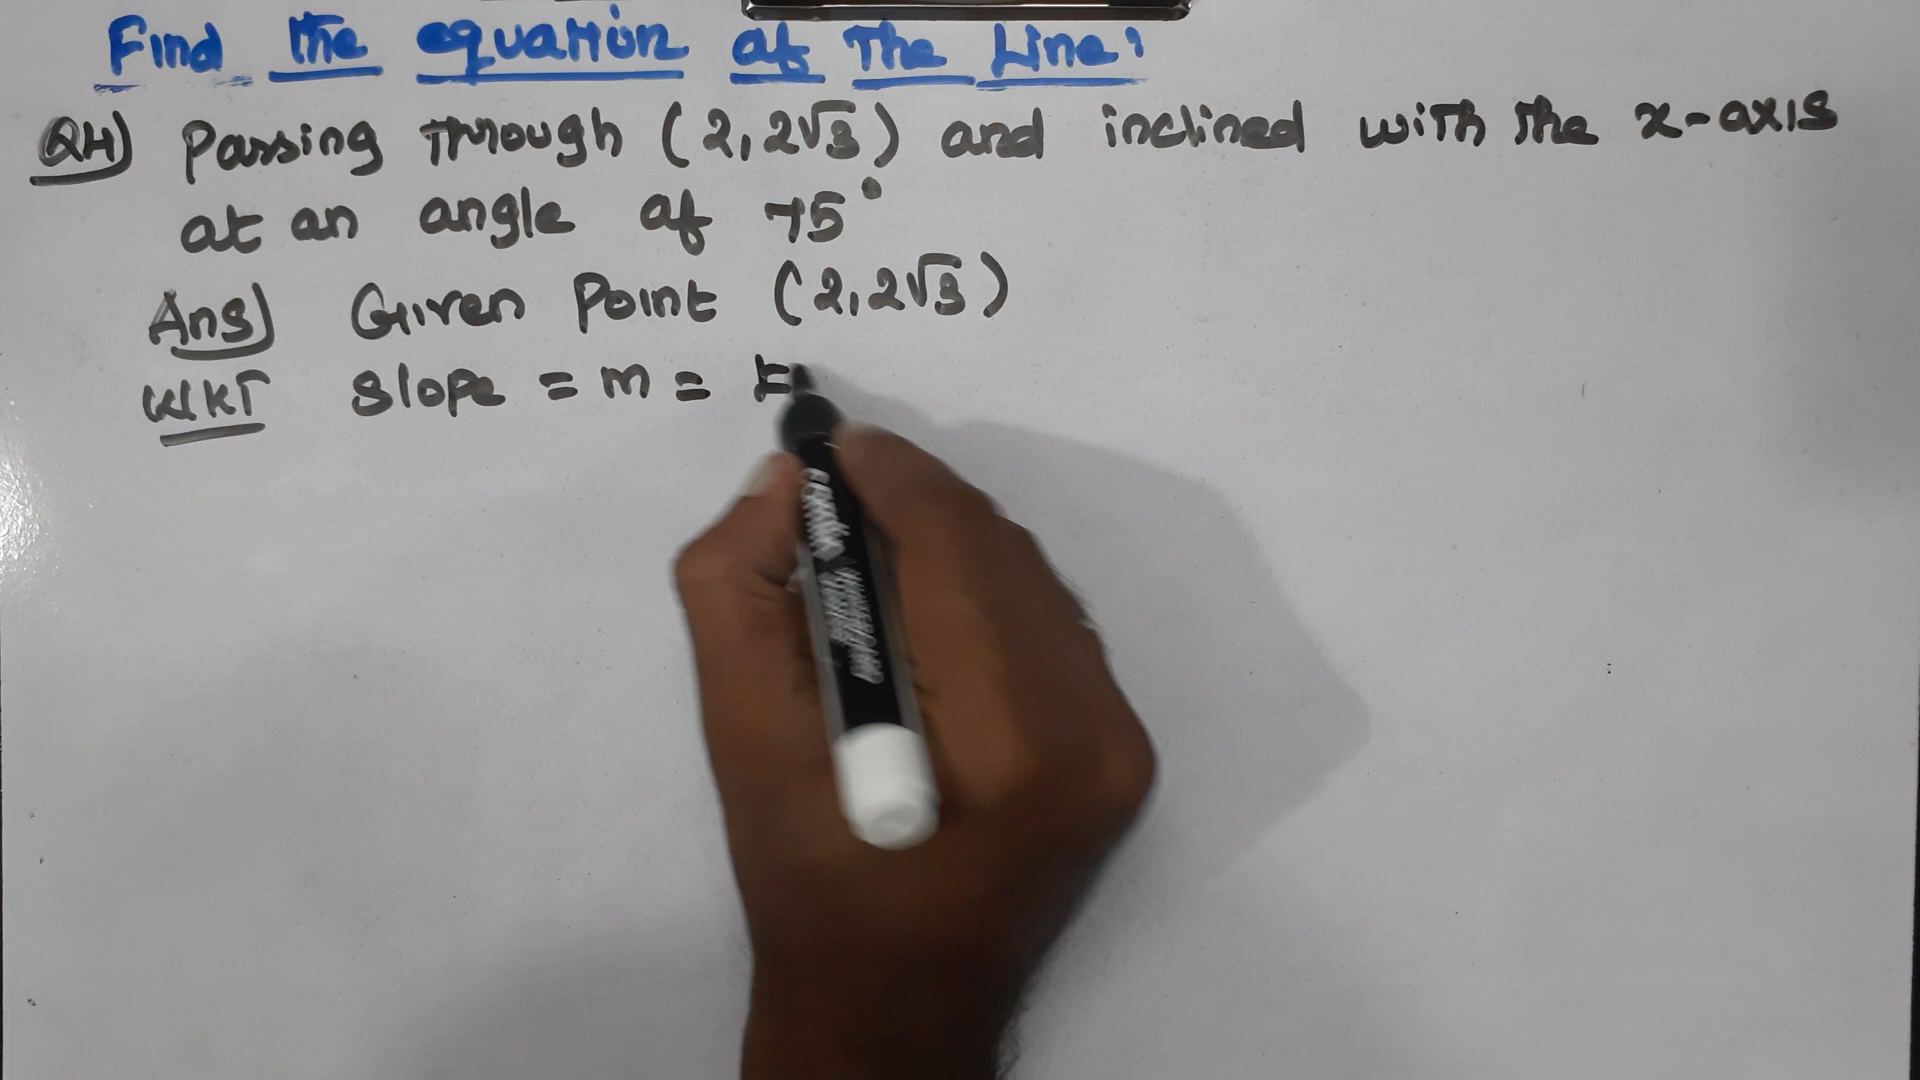 Find the equation of the Line:
Q4) Passing through (2, 2√3) and inclined with the x-axis
at an angle of 75°
Ans) Given Point (2, 2√3)
WKT Slope = m =